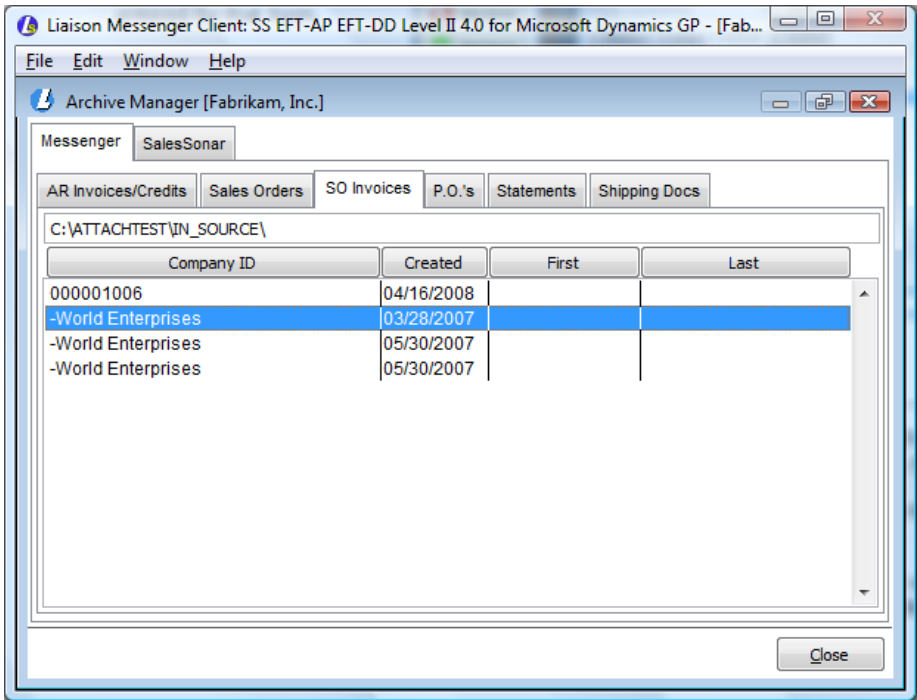 Liaison Messenger Client: SS EFT-AP EFT-DD Level II 4.0 for Microsoft Dynamics GP - [Fab...
File Edit Window Help
Archive Manager [Fabrikam, Inc.]
Messenger SalesSonar
AR Invoices/Credits Sales Orders SO Invoices P.O.'s Statements Shipping Docs
C:\ATTACHTEST\IN_SOURCE\
Company ID Created First Last
000001006 04/16/2008
-World Enterprises 03/28/2007
-World Enterprises 05/30/2007
-World Enterprises 05/30/2007
Close